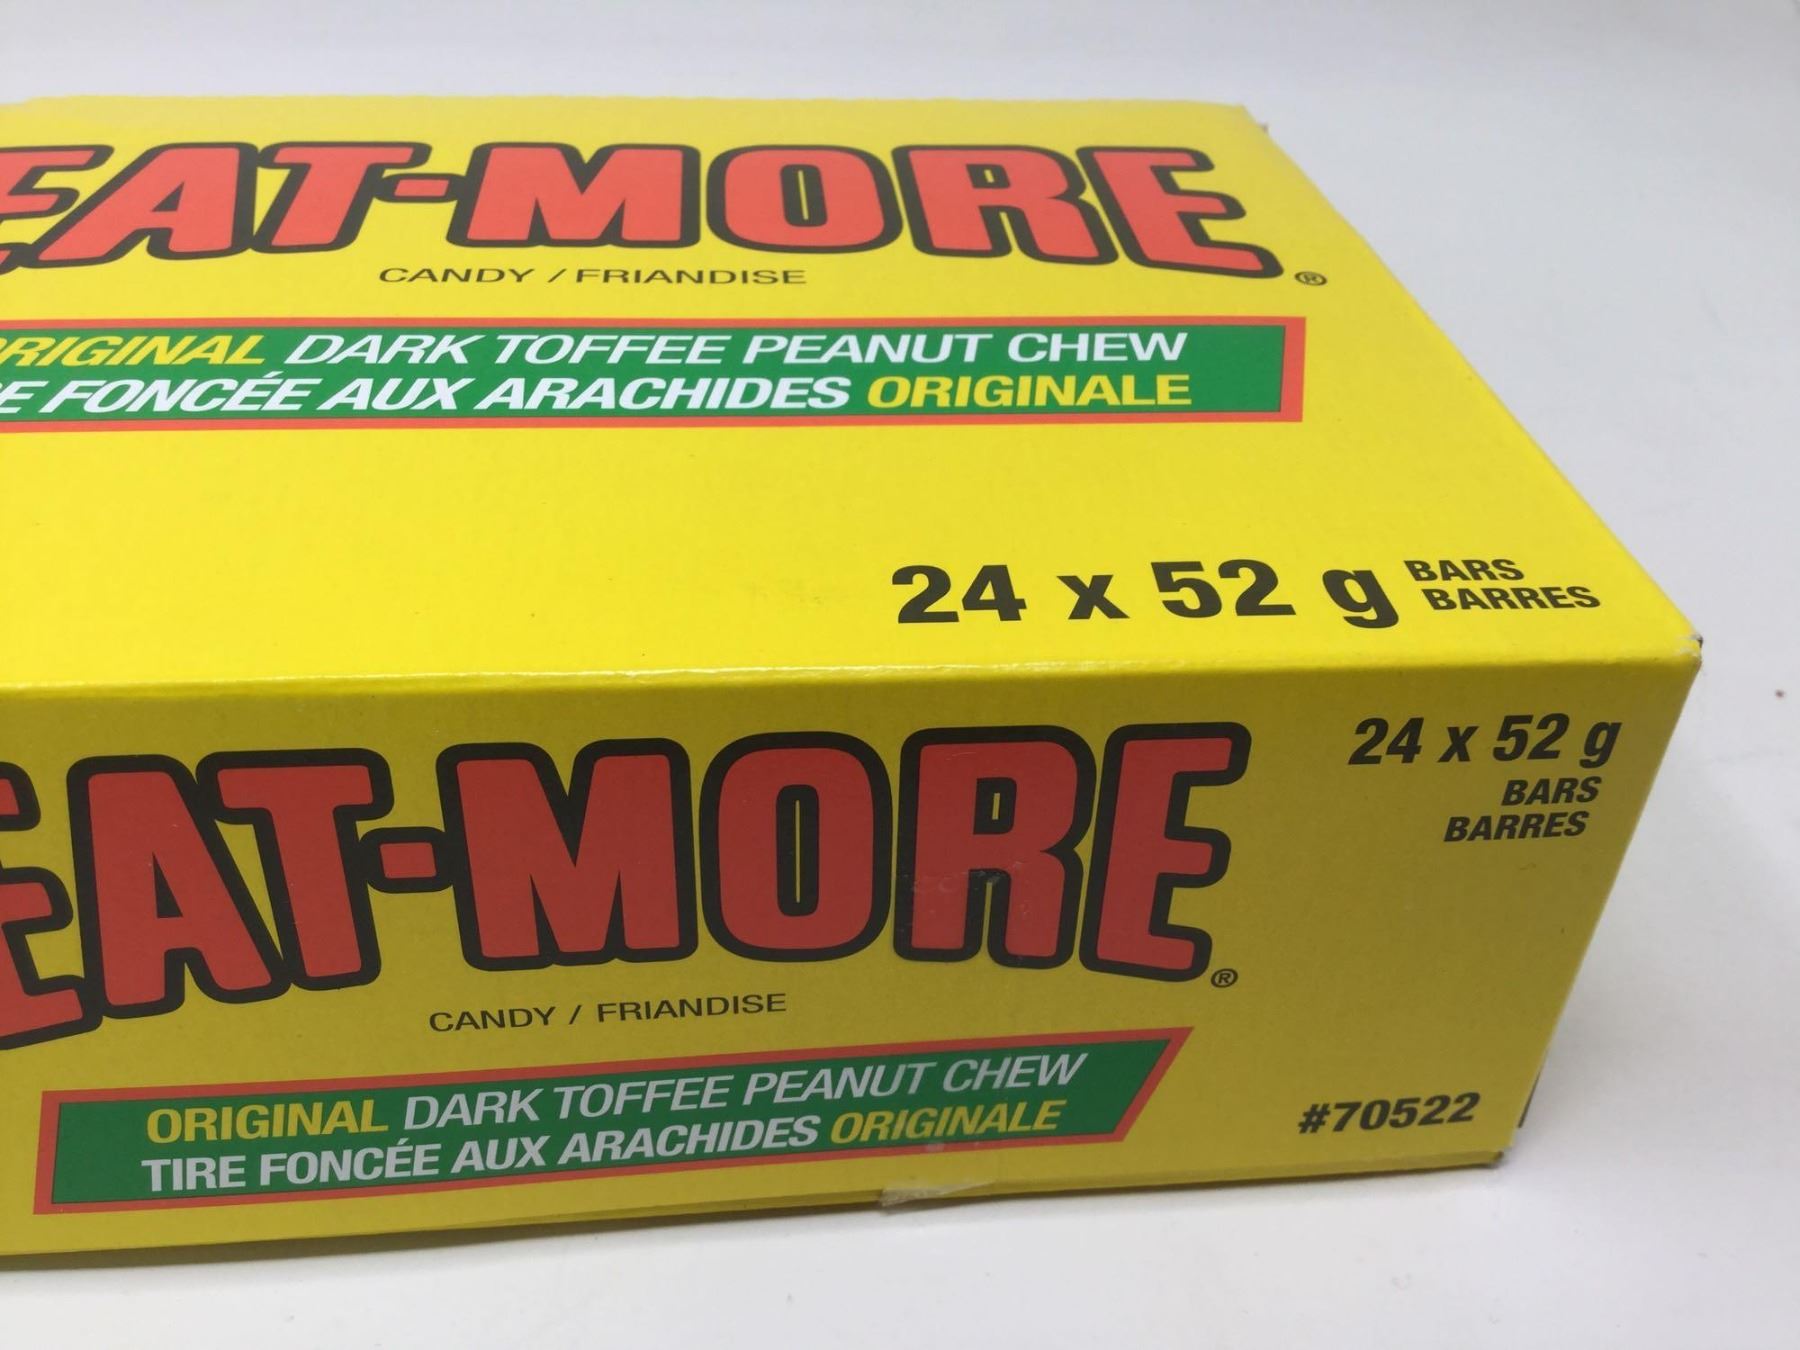 EAT-MORE®
CANDY / FRIANDISE
ORIGINAL DARK TOFFEE PEANUT CHEW
FONCÉE AUX ARACHIDES ORIGINALE
24 x 52 g BARS
BARRES
EAT-MORE®
CANDY / FRIANDISE
ORIGINAL DARK TOFFEE PEANUT CHEW
TIRE FONCÉE AUX ARACHIDES ORIGINALE
24 x 52 g
BARS
BARRES
#70522